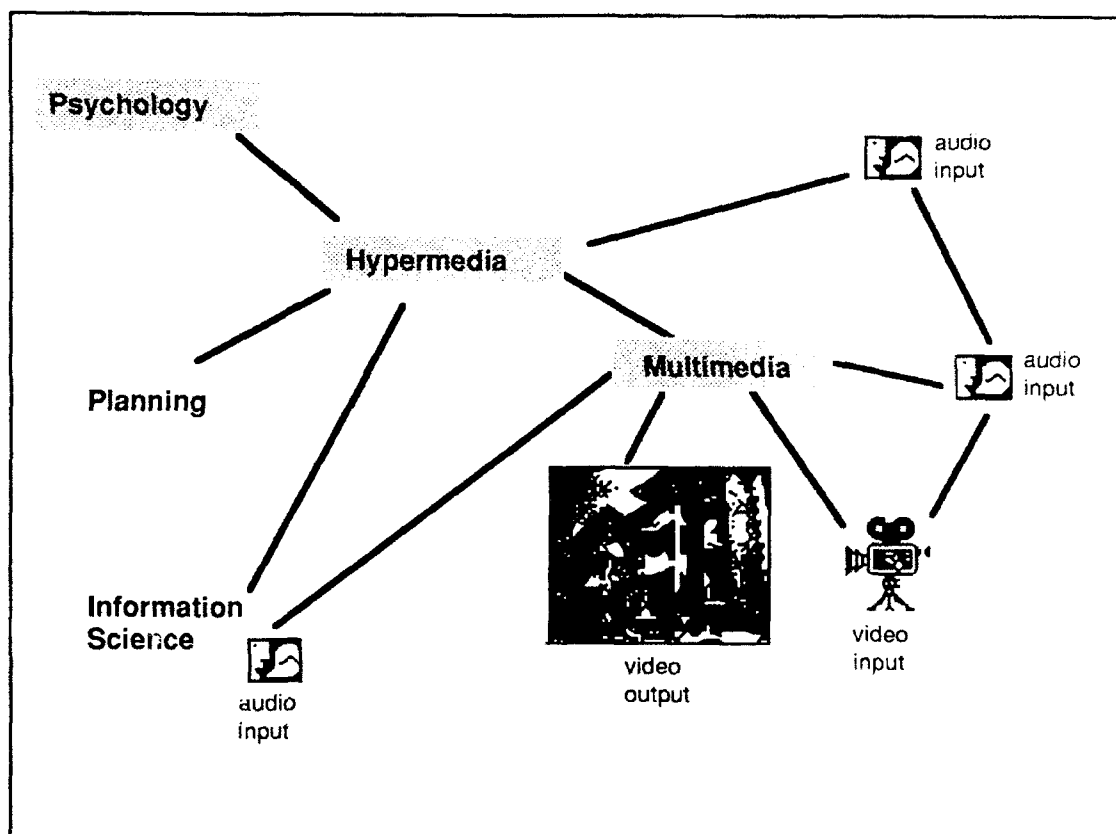 Psychology
audio
input
Hypermedia
Multimedia
audio
input
Planning
Information
Science
audio
input
video
output
video
input